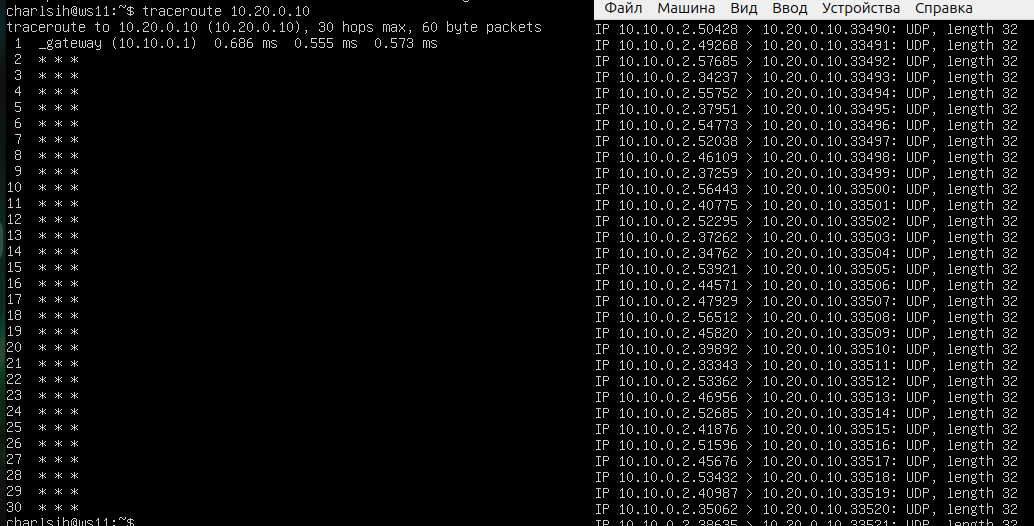 charlsih@ws11:~$ traceroute 10.20.0.10
traceroute to 10.20.0.10 (10.20.0.10), 30 hops max, 60 byte packets
1 _gateway (10.10.0.1) 0.686 ms 0.555 ms 0.573 ms
2 * * *
3 * * *
4 * * *
5 * * *
6 * * *
7 * * *
8 * * *
9 * * *
10 * * *
11 * * *
12 * * *
13 * * *
14 * * *
15 * * *
16 * * *
17 * * *
18 * * *
19 * * *
20 * * *
21 * * *
22 * * *
23 * * *
24 * * *
25 * * *
26 * * *
27 * * *
28 * * *
29 * * *
30 * * *
charlsih@ws11:~$
Файл Машина Вид Ввод Устройства Справка
IP 10.10.0.2.50428 > 10.20.0.10.33490: UDP, length 32
IP 10.10.0.2.49268 > 10.20.0.10.33491: UDP, length 32
IP 10.10.0.2.57685 > 10.20.0.10.33492: UDP, length 32
IP 10.10.0.2.34237 > 10.20.0.10.33493: UDP, length 32
IP 10.10.0.2.55752 > 10.20.0.10.33494: UDP, length 32
IP 10.10.0.2.37951 > 10.20.0.10.33495: UDP, length 32
IP 10.10.0.2.54773 > 10.20.0.10.33496: UDP, length 32
IP 10.10.0.2.52038 > 10.20.0.10.33497: UDP, length 32
IP 10.10.0.2.46109 > 10.20.0.10.33498: UDP, length 32
IP 10.10.0.2.37259 > 10.20.0.10.33499: UDP, length 32
IP 10.10.0.2.56443 > 10.20.0.10.33500: UDP, length 32
IP 10.10.0.2.40775 > 10.20.0.10.33501: UDP, length 32
IP 10.10.0.2.52295 > 10.20.0.10.33502: UDP, length 32
IP 10.10.0.2.37262 > 10.20.0.10.33503: UDP, length 32
IP 10.10.0.2.34762 > 10.20.0.10.33504: UDP, length 32
IP 10.10.0.2.53921 > 10.20.0.10.33505: UDP, length 32
IP 10.10.0.2.44571 > 10.20.0.10.33506: UDP, length 32
IP 10.10.0.2.47929 > 10.20.0.10.33507: UDP, length 32
IP 10.10.0.2.56512 > 10.20.0.10.33508: UDP, length 32
IP 10.10.0.2.45820 > 10.20.0.10.33509: UDP, length 32
IP 10.10.0.2.39892 > 10.20.0.10.33510: UDP, length 32
IP 10.10.0.2.33343 > 10.20.0.10.33511: UDP, length 32
IP 10.10.0.2.53362 > 10.20.0.10.33512: UDP, length 32
IP 10.10.0.2.46956 > 10.20.0.10.33513: UDP, length 32
IP 10.10.0.2.52685 > 10.20.0.10.33514: UDP, length 32
IP 10.10.0.2.41876 > 10.20.0.10.33515: UDP, length 32
IP 10.10.0.2.51596 > 10.20.0.10.33516: UDP, length 32
IP 10.10.0.2.45676 > 10.20.0.10.33517: UDP, length 32
IP 10.10.0.2.53432 > 10.20.0.10.33518: UDP, length 32
IP 10.10.0.2.40987 > 10.20.0.10.33519: UDP, length 32
IP 10.10.0.2.35062 > 10.20.0.10.33520: UDP, length 32
IP 10.10.0.2.38635 > 10.20.0.10.33521: UDP, length 32